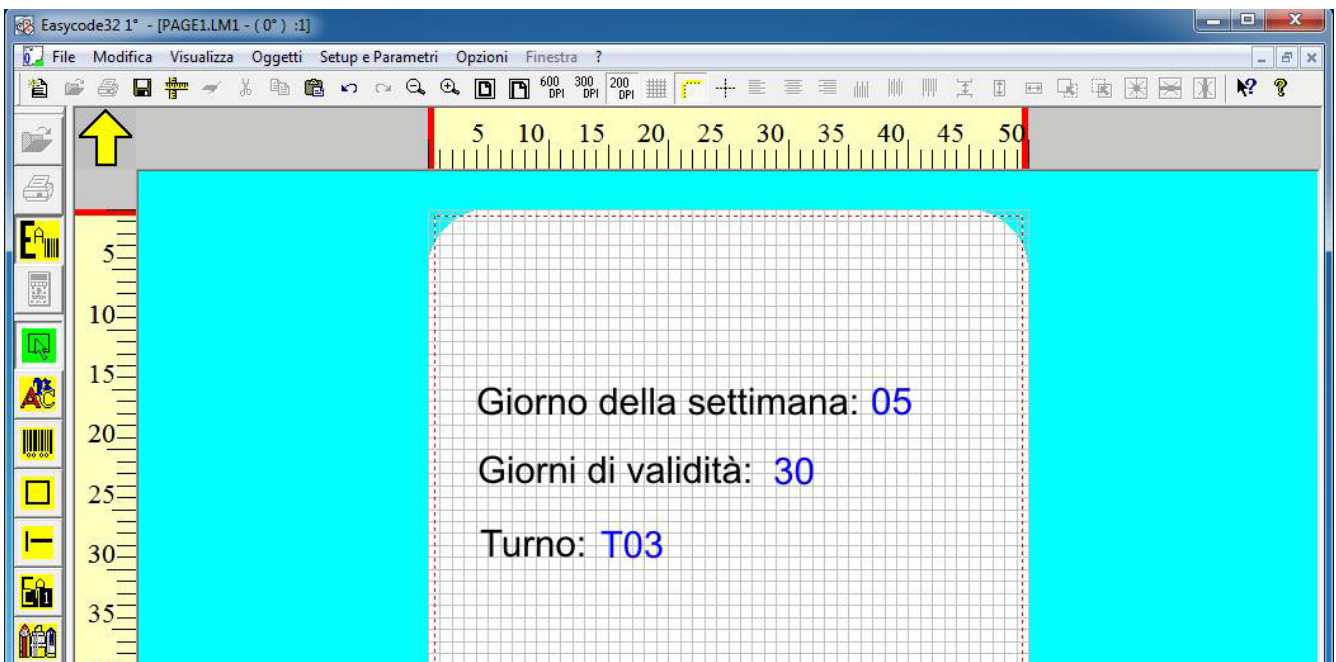 Easycode32 1° - [PAGE1.LM1 - ( 0° ) :1]
File Modifica Visualizza Oggetti Setup e Parametri Opzioni Finestra ?
600 DPI 300 DPI 200 DPI
5 10 15 20 25 30 35 40 45 50
5
10
15
20
25
30
35
Giorno della settimana: 05
Giorni di validità: 30
Turno: T03